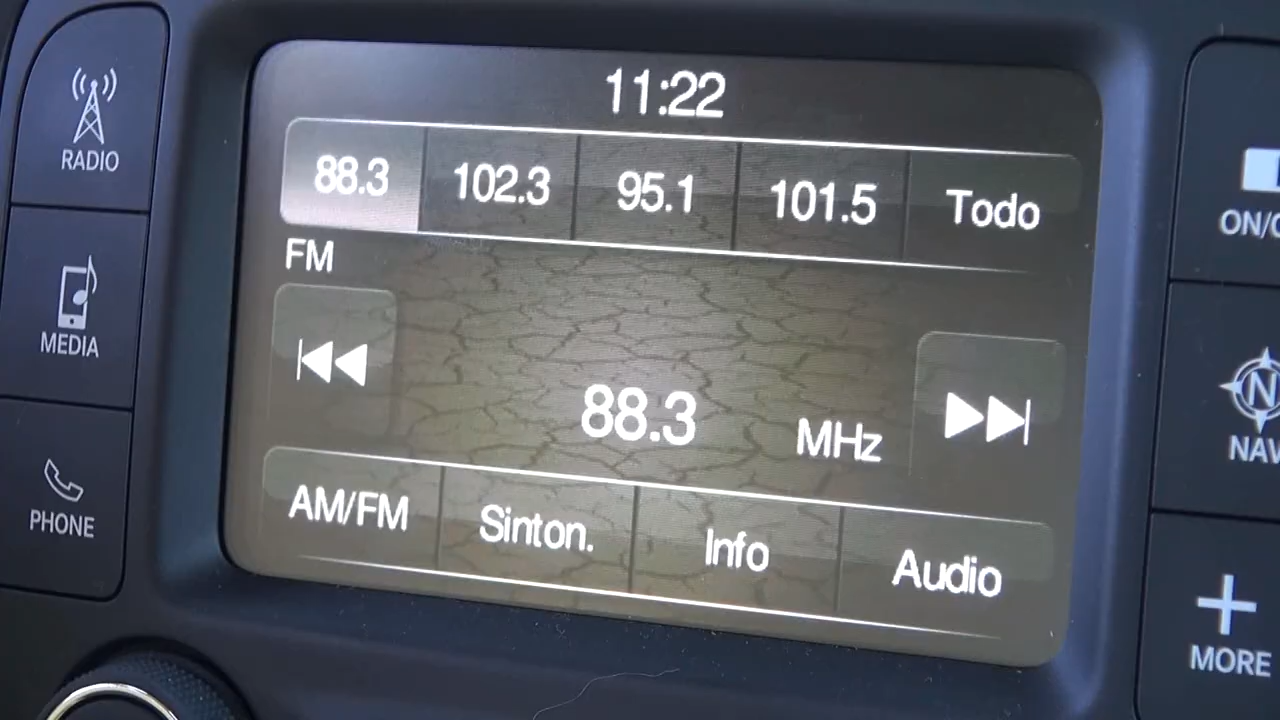 11:22
88.3 102.3 95.1 101.5 Todo
FM
88.3 MHz
AM/FM Sinton. Info Audio
RADIO
MEDIA
PHONE
NAV
MORE